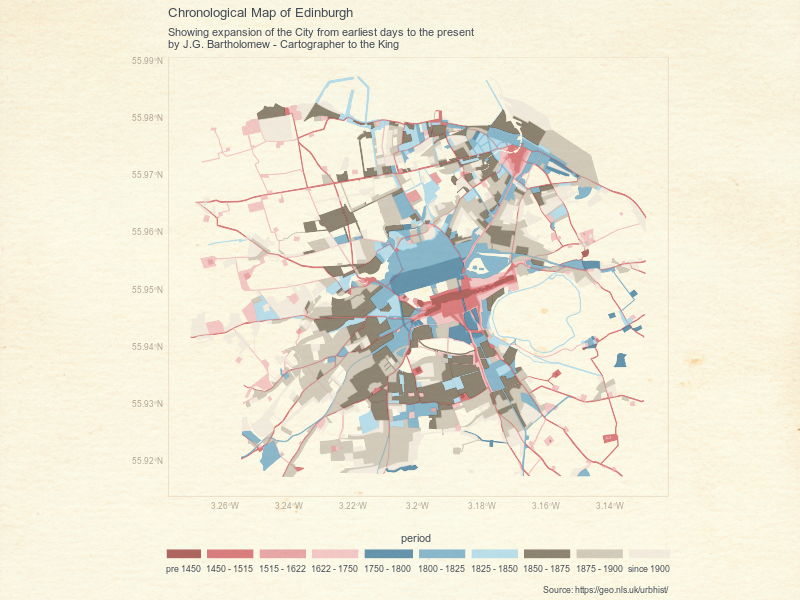 Chronological Map of Edinburgh
Showing expansion of the City from earliest days to the present
by J.G. Bartholomew - Cartographer to the King
55.99°N
55.98°N
55.97°N
55.96°N
55.95°N
55.94°N
55.93°N
55.92°N
3.26°W 3.24°W 3.22°W 3.2°W 3.18°W 3.16°W 3.14°W
period
pre 1450 1450 - 1515 1515 - 1622 1622 - 1750 1750 - 1800 1800 - 1825 1825 - 1850 1850 - 1875 1875 - 1900 since 1900
Source: https://geo.nls.uk/urbhist/